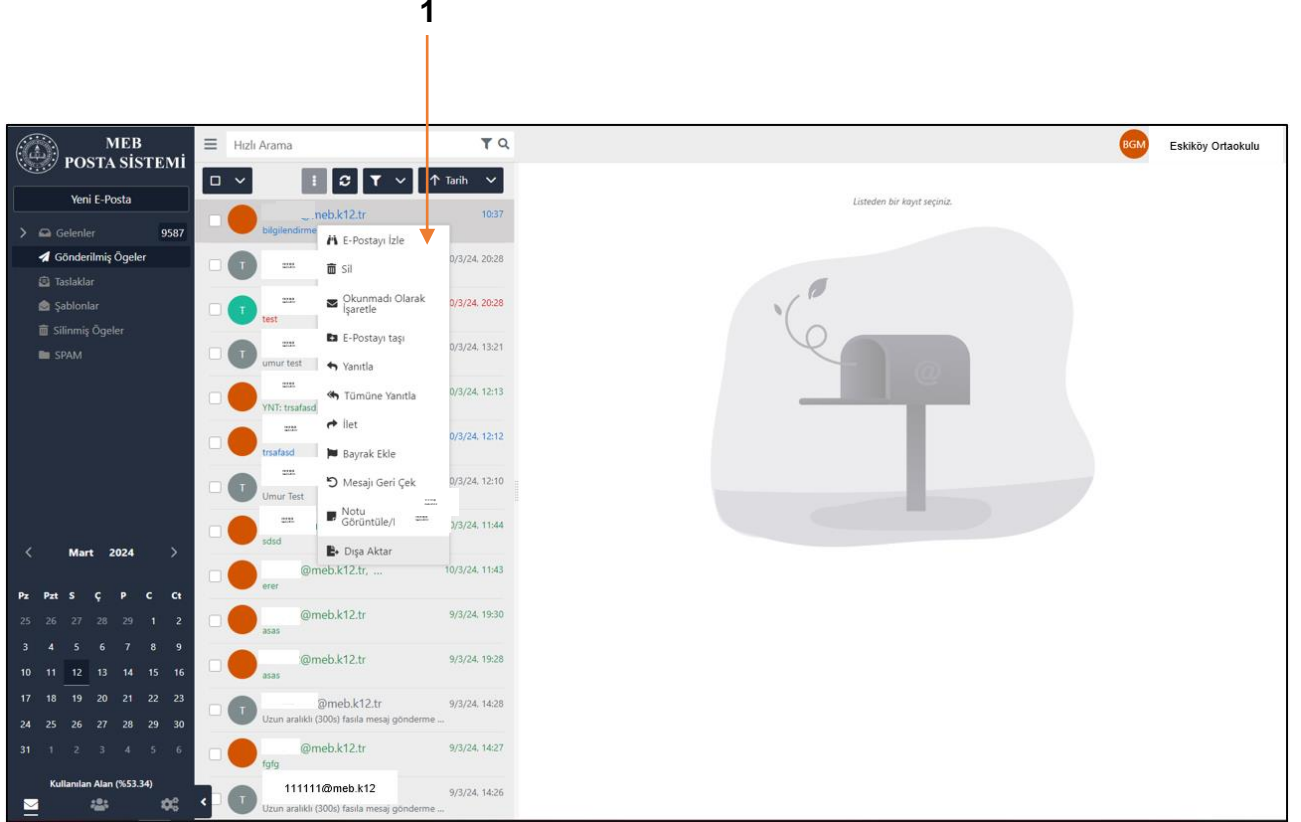 1
MEB
POSTA SİSTEMİ
Yeni E-Posta
Gelenler 9587
Gönderilmiş Ögeler
Taslaklar
Şablonlar
Silinmiş Ögeler
SPAM
Mart 2024
Pz Pzt S Ç P C Ct
25 26 27 28 29 1 2
3 4 5 6 7 8 9
10 11 12 13 14 15 16
17 18 19 20 21 22 23
24 25 26 27 28 29 30
31 1 2 3 4 5 6
Kullanılan Alan (%53.34)
Hızlı Arama
Tarih
meb.k12.tr 10:37
bilgilendirme
T 0/3/24, 20:28
T 0/3/24, 20:28
test
T 0/3/24, 13:21
umur test
0/3/24, 12:13
YNT: trsafasd
0/3/24, 12:12
trsafasd
T 0/3/24, 12:10
Umur Test
0/3/24, 11:44
sdsd
@meb.k12.tr, ... 10/3/24, 11:43
erer
@meb.k12.tr 9/3/24, 19:30
asas
@meb.k12.tr 9/3/24, 19:28
asas
T @meb.k12.tr 9/3/24, 14:28
Uzun aralıklı (300s) fasıla mesaj gönderme ...
@meb.k12.tr 9/3/24, 14:27
fgfg
T 111111@meb.k12 9/3/24, 14:26
Uzun aralıklı (300s) fasıla mesaj gönderme ...
E-Postayı İzle
Sil
Okunmadı Olarak
İşaretle
E-Postayı taşı
Yanıtla
Tümüne Yanıtla
İlet
Bayrak Ekle
Mesajı Geri Çek
Notu
Görüntüle/
Dışa Aktar
BGM Eskiköy Ortaokulu
Listeden bir kayıt seçiniz.
@